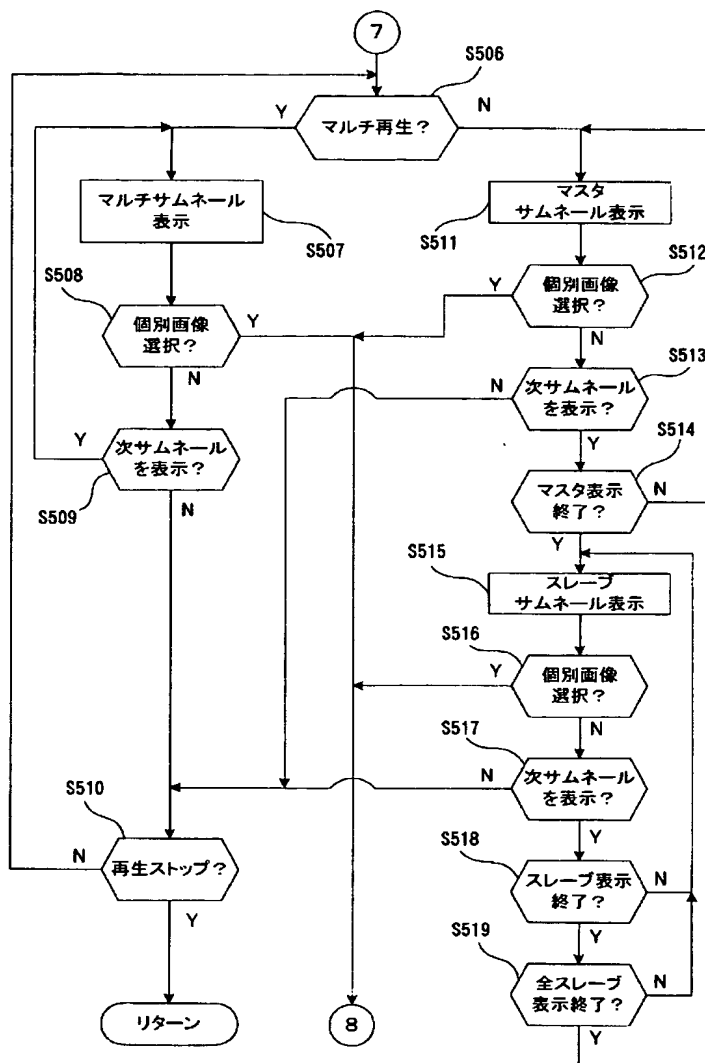 7
S506
マルチ再生?
Y
N
マルチサムネール
表示
S507
マスタ
サムネール表示
S511
S508
個別画像
選択?
Y
N
S512
個別画像
選択?
Y
N
S513
次サムネール
を表示?
N
Y
次サムネール
を表示?
Y
N
S509
S514
マスタ表示
終了?
N
Y
S515
スレーブ
サムネール表示
S516
個別画像
選択?
Y
N
S517
次サムネール
を表示?
N
Y
S510
再生ストップ?
N
Y
S518
スレーブ表示
終了?
N
Y
S519
全スレーブ
表示終了?
N
Y
リターン
8